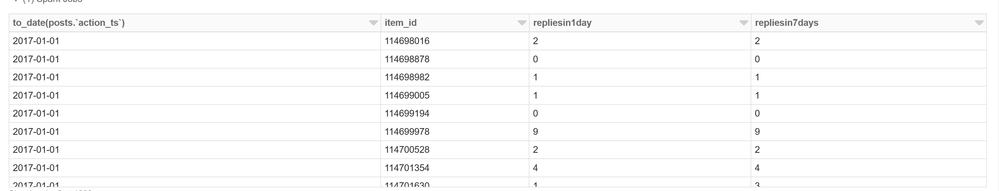 (1) Spark Jobs
to_date(posts.`action_ts`) item_id repliesin1day repliesin7days
2017-01-01 114698016 2 2
2017-01-01 114698878 0 0
2017-01-01 114698982 1 1
2017-01-01 114699005 1 1
2017-01-01 114699194 0 0
2017-01-01 114699978 9 9
2017-01-01 114700528 2 2
2017-01-01 114701354 4 4
2017-01-01 114701630 1 3